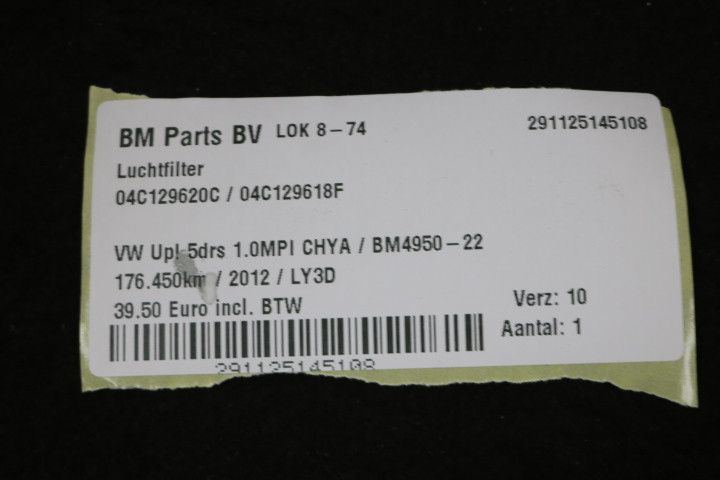 BM Parts BV LOK 8-74 291125145108
Luchtfilter
04C129620C / 04C129618F
VW Up! 5drs 1.0MPI CHYA / BM4950-22
176.450km / 2012 / LY3D
39.50 Euro incl. BTW
Verz: 10
Aantal: 1
291125145108